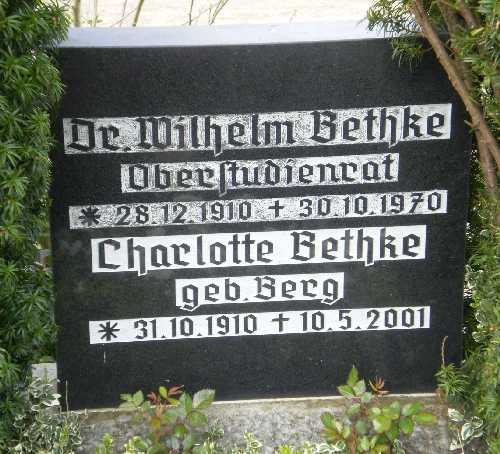 Dr. Wilhelm Bethke
Oberstudienrat
* 28.12.1910 + 30.10.1970
Charlotte Bethke
geb. Berg
* 31.10.1910 + 10.5.2001